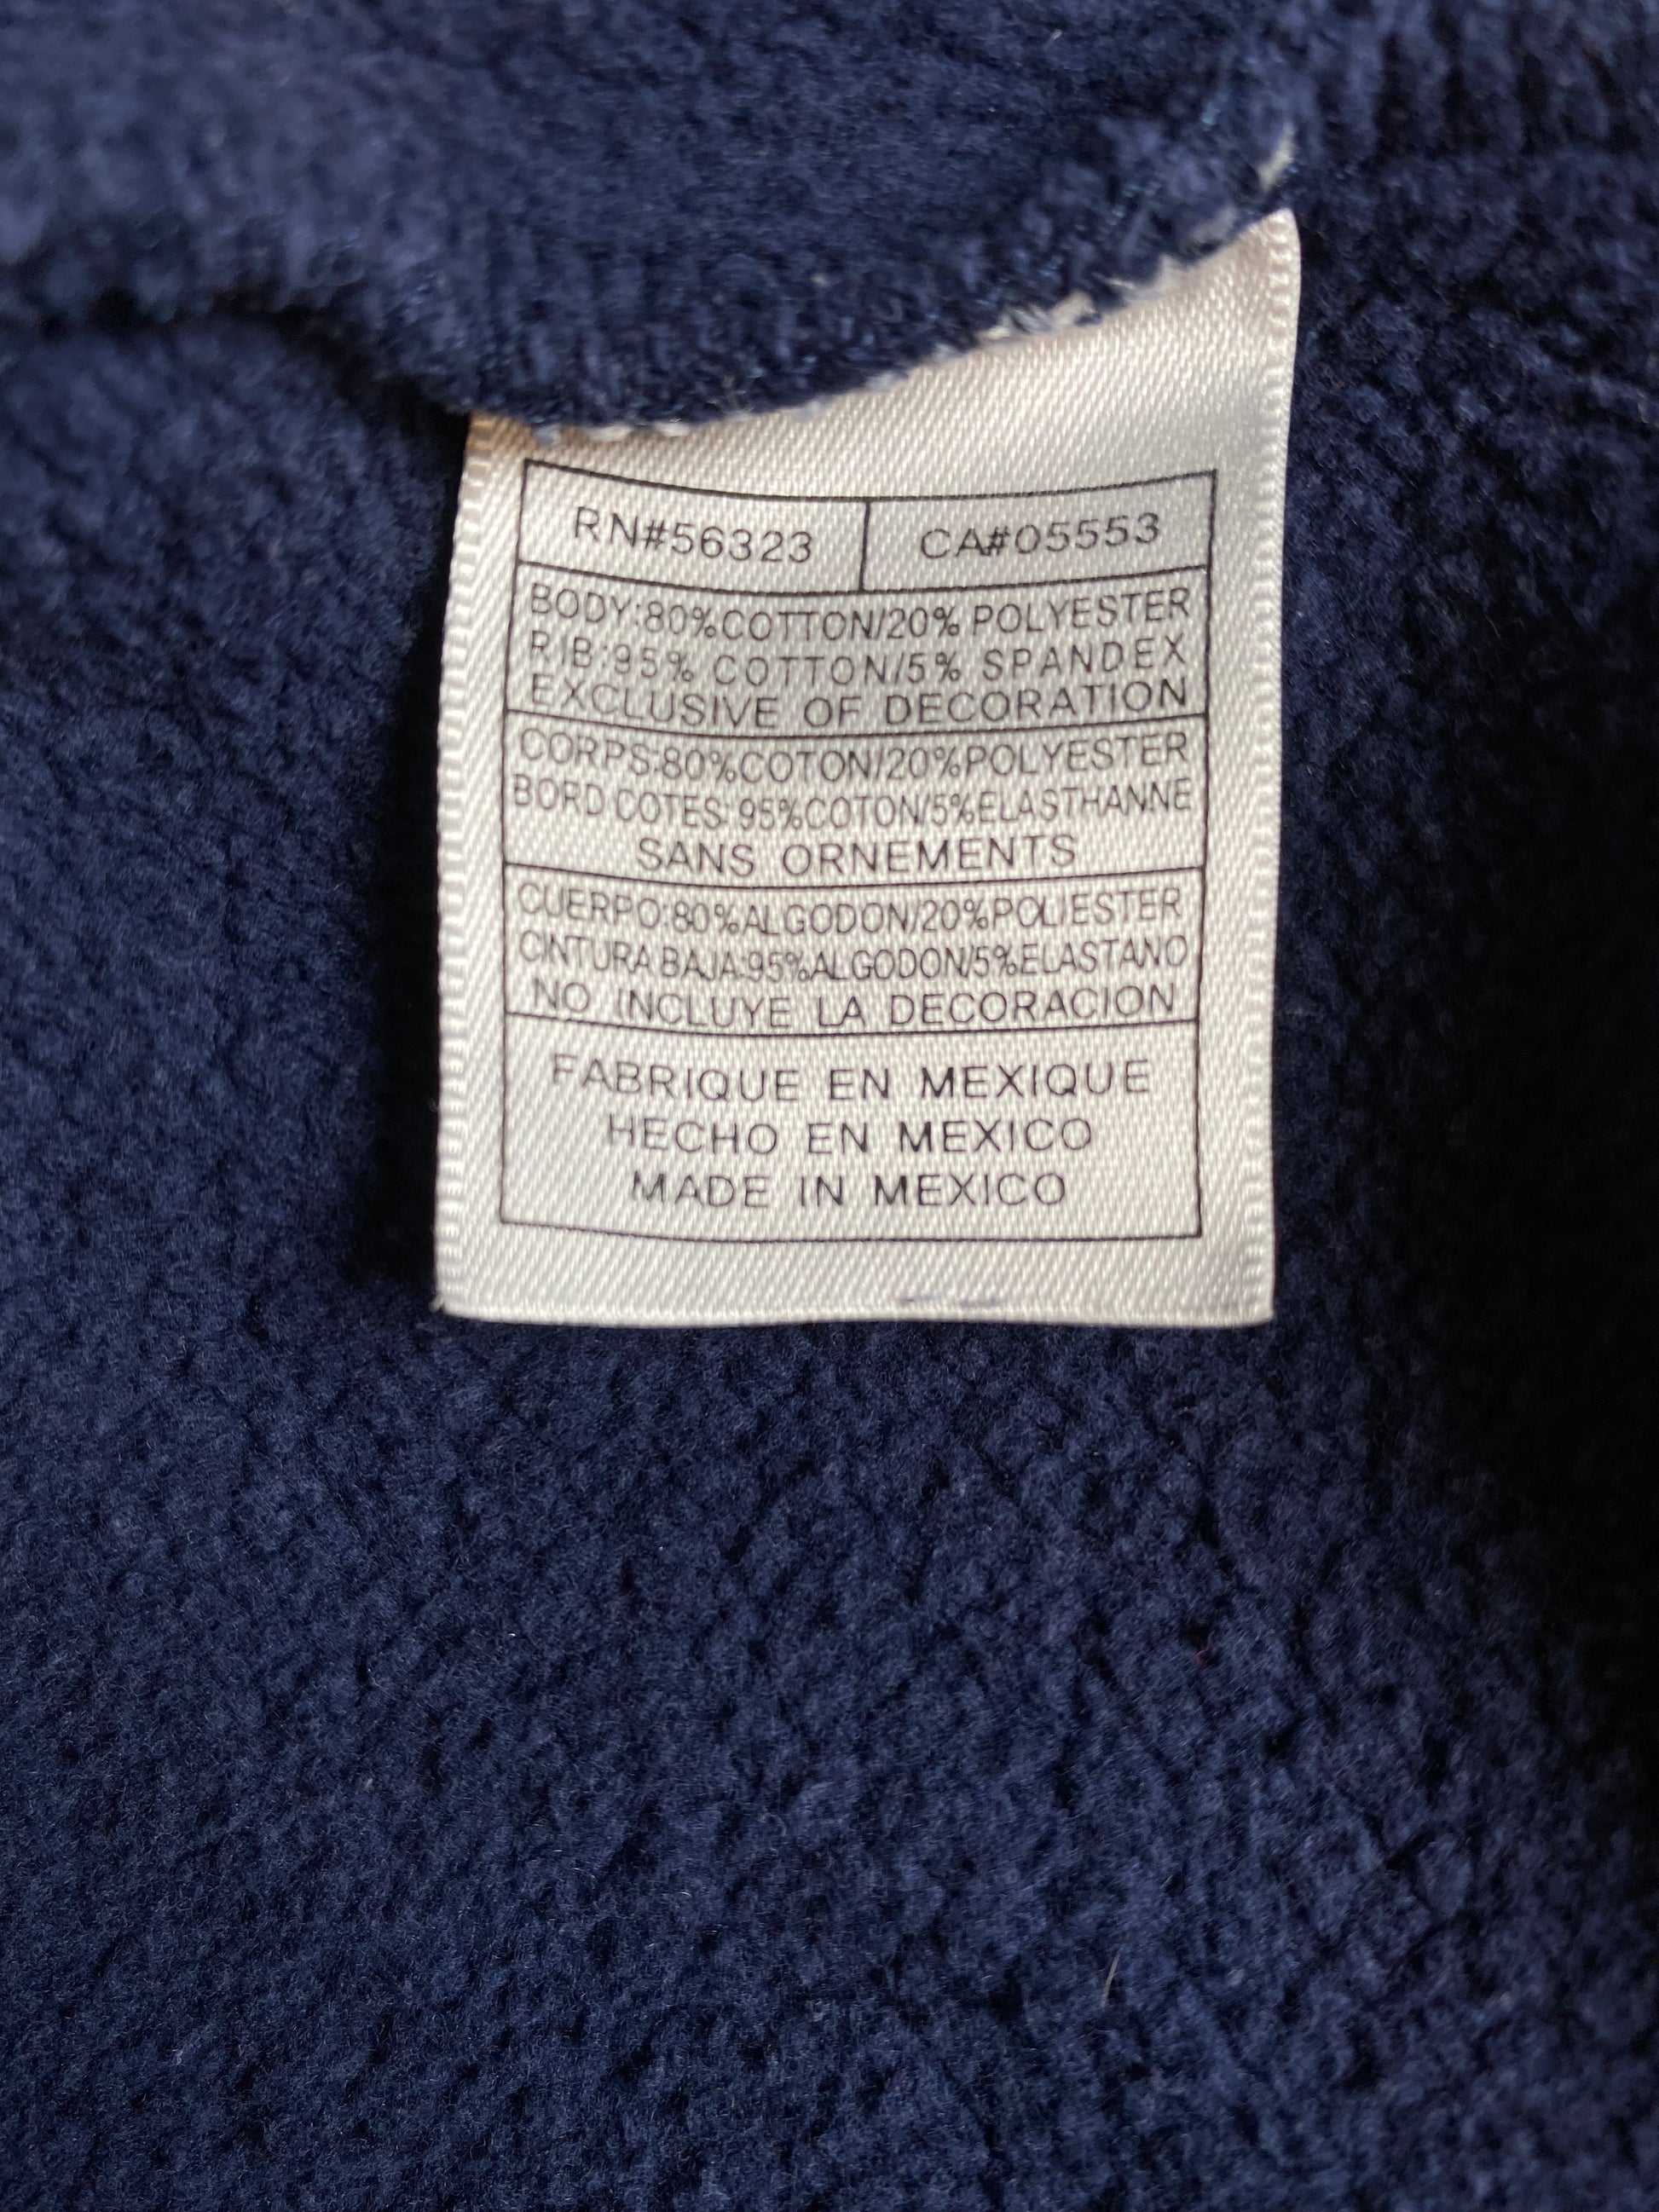 RN#56323 CA#05553
BODY:80%COTTON/20% POLYESTER
RIB:95% COTTON/5% SPANDEX
EXCLUSIVE OF DECORATION
CORPS:80%COTON/20%POLYESTER
BORD COTES: 95%COTON/5%ELASTHANNE
SANS ORNEMENTS
CUERPO:80%ALGODON/20%POLIESTER
CINTURA BAJA:95%ALGODON/5%ELASTANO
NO INCLUYE LA DECORACION
FABRIQUE EN MEXIQUE
HECHO EN MEXICO
MADE IN MEXICO